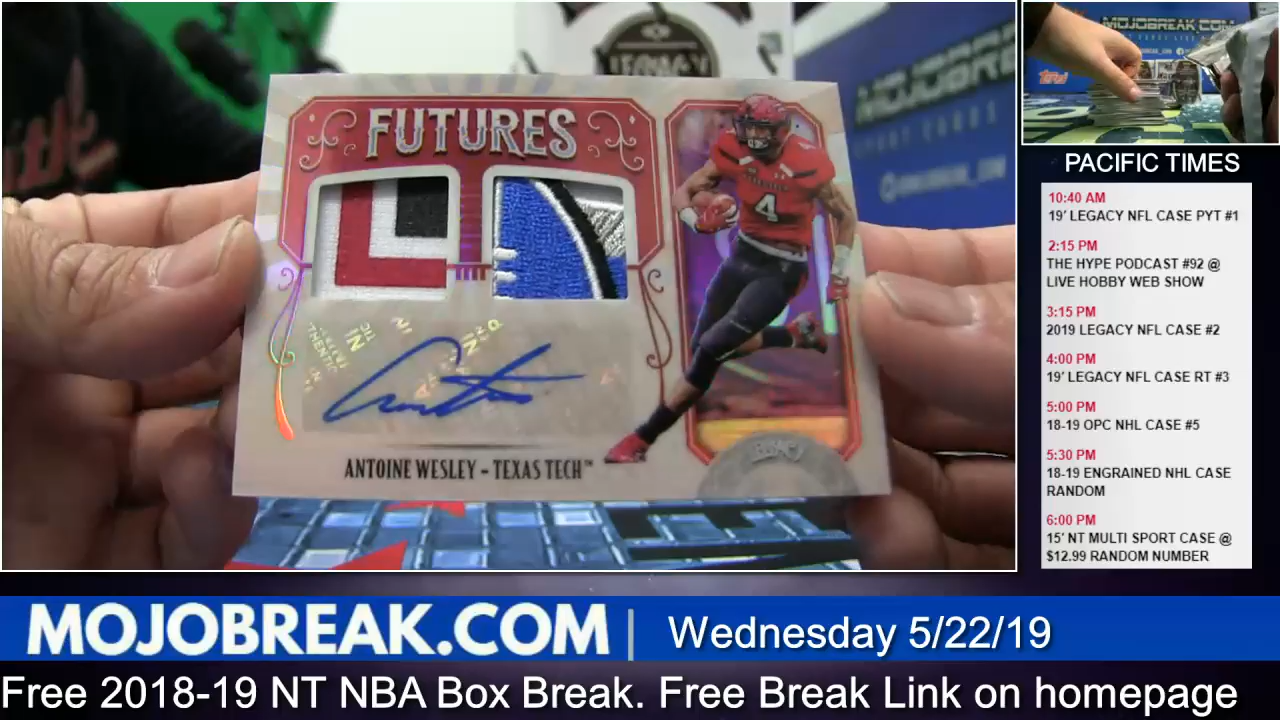 FUTURES
4
ANTOINE WESLEY - TEXAS TECH™
LEGACY
MOJOBREAK.COM
PACIFIC TIMES
10:40 AM
19' LEGACY NFL CASE PYT #1
2:15 PM
THE HYPE PODCAST #92 @
LIVE HOBBY WEB SHOW
3:15 PM
2019 LEGACY NFL CASE #2
4:00 PM
19' LEGACY NFL CASE RT #3
5:00 PM
18-19 OPC NHL CASE #5
5:30 PM
18-19 ENGRAINED NHL CASE
RANDOM
6:00 PM
15' NT MULTI SPORT CASE @
$12.99 RANDOM NUMBER
MOJOBREAK.COM | Wednesday 5/22/19
Free 2018-19 NT NBA Box Break. Free Break Link on homepage